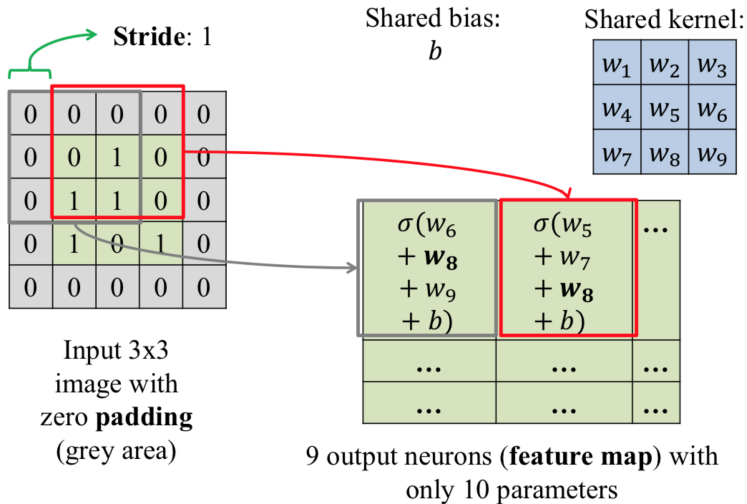 Stride: 1
Shared bias:
b
Shared kernel:
w₁ w₂ w₃
w₄ w₅ w₆
w₇ w₈ w₉
0 0 0 0 0
0 0 1 0 0
0 1 1 0 0
0 1 0 1 0
0 0 0 0 0
σ(w₆
+ w₈
+ w₉
+ b)
σ(w₅
+ w₇
+ w₈
+ b)
...
... ... ...
... ... ...
Input 3x3
image with
zero padding
(grey area)
9 output neurons (feature map) with
only 10 parameters